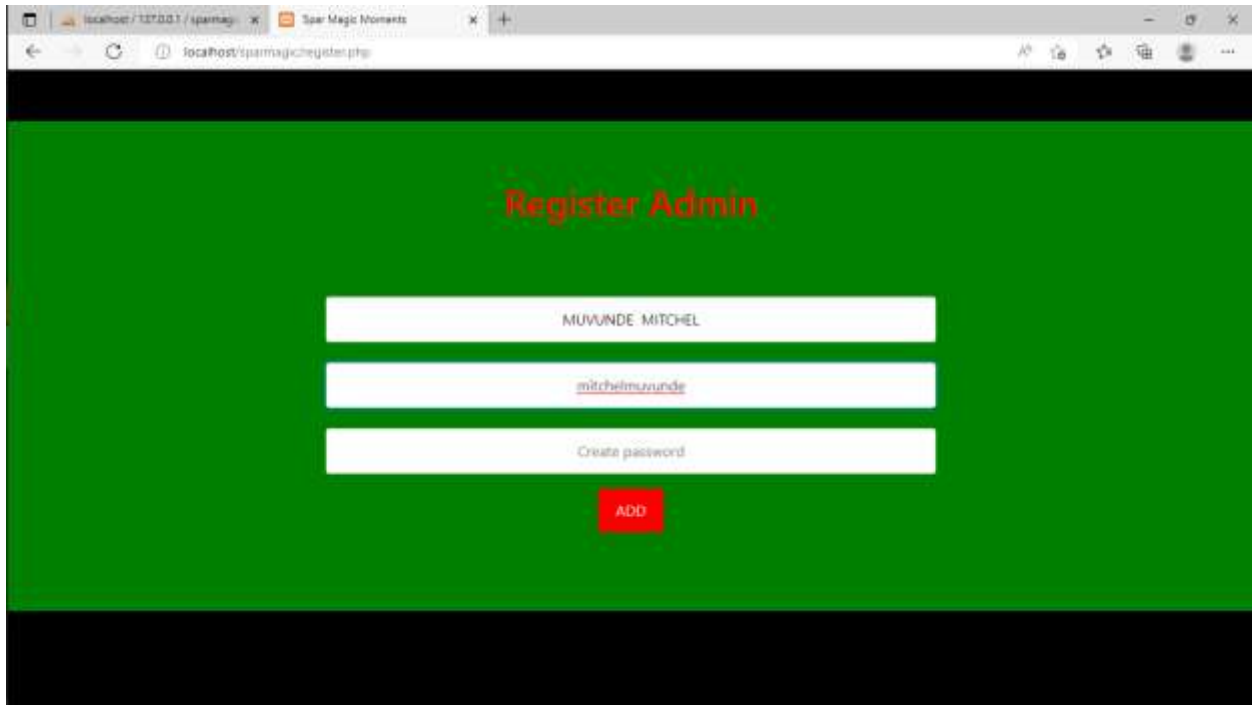 localhost / 127.0.0.1 / sparmagic
Spar Magic Moments
localhost/sparmagic/register.php
Register Admin
MUVUNDE MITCHEL
mitchelmuvunde
Create password
ADD